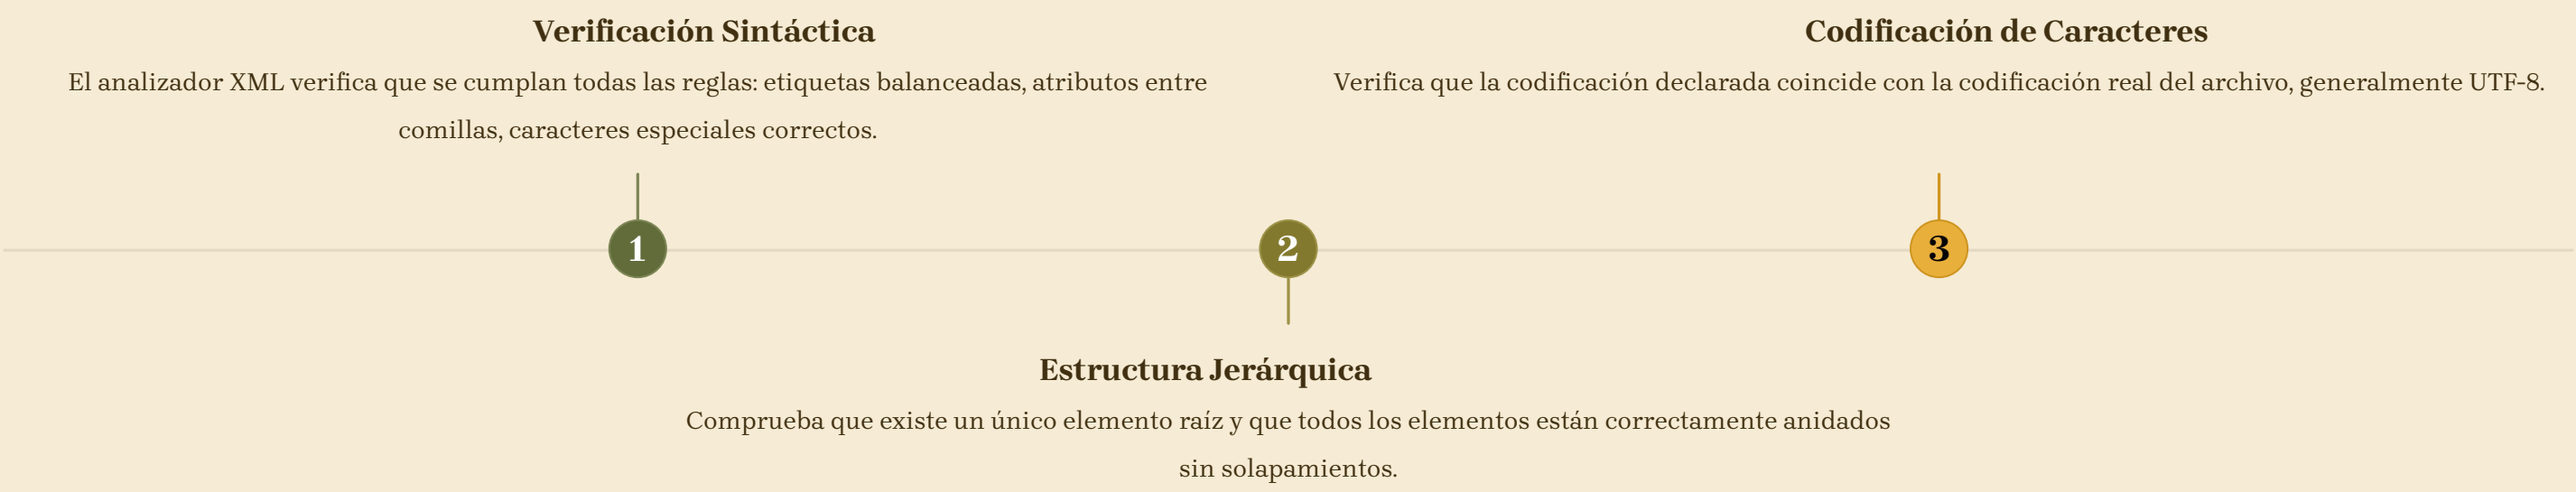 Verificación Sintáctica
El analizador XML verifica que se cumplan todas las reglas: etiquetas balanceadas, atributos entre
comillas, caracteres especiales correctos.
1
2
Estructura Jerárquica
Comprueba que existe un único elemento raíz y que todos los elementos están correctamente anidados
sin solapamientos.
Codificación de Caracteres
Verifica que la codificación declarada coincide con la codificación real del archivo, generalmente UTF-8.
3